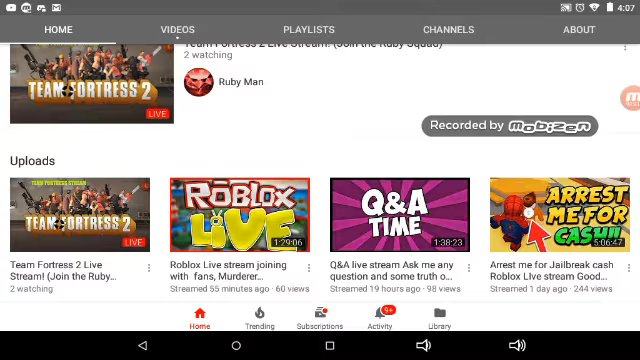 4:07
HOME VIDEOS PLAYLISTS CHANNELS ABOUT
Team Fortress 2 Live Stream! (Join the Ruby Squad)
2 watching
TEAM FORTRESS 2
LIVE
Ruby Man
Recorded by mobizen
Uploads
TEAM FORTRESS 2
LIVE
ROBLOX
LIVE
1:29:06
Q&A
TIME
1:38:23
ARREST
ME FOR
CASH!!
5:06:47
Team Fortress 2 Live
Stream! (Join the Ruby...
2 watching
Roblox Live stream joining
with fans, Murderer...
Streamed 55 minutes ago · 60 views
Q&A live stream Ask me any
question and some truth o...
Streamed 19 hours ago · 98 views
Arrest me for Jailbreak cash
Roblox LIve stream Good...
Streamed 1 day ago · 244 views
9+
Home Trending Subscriptions Activity Library